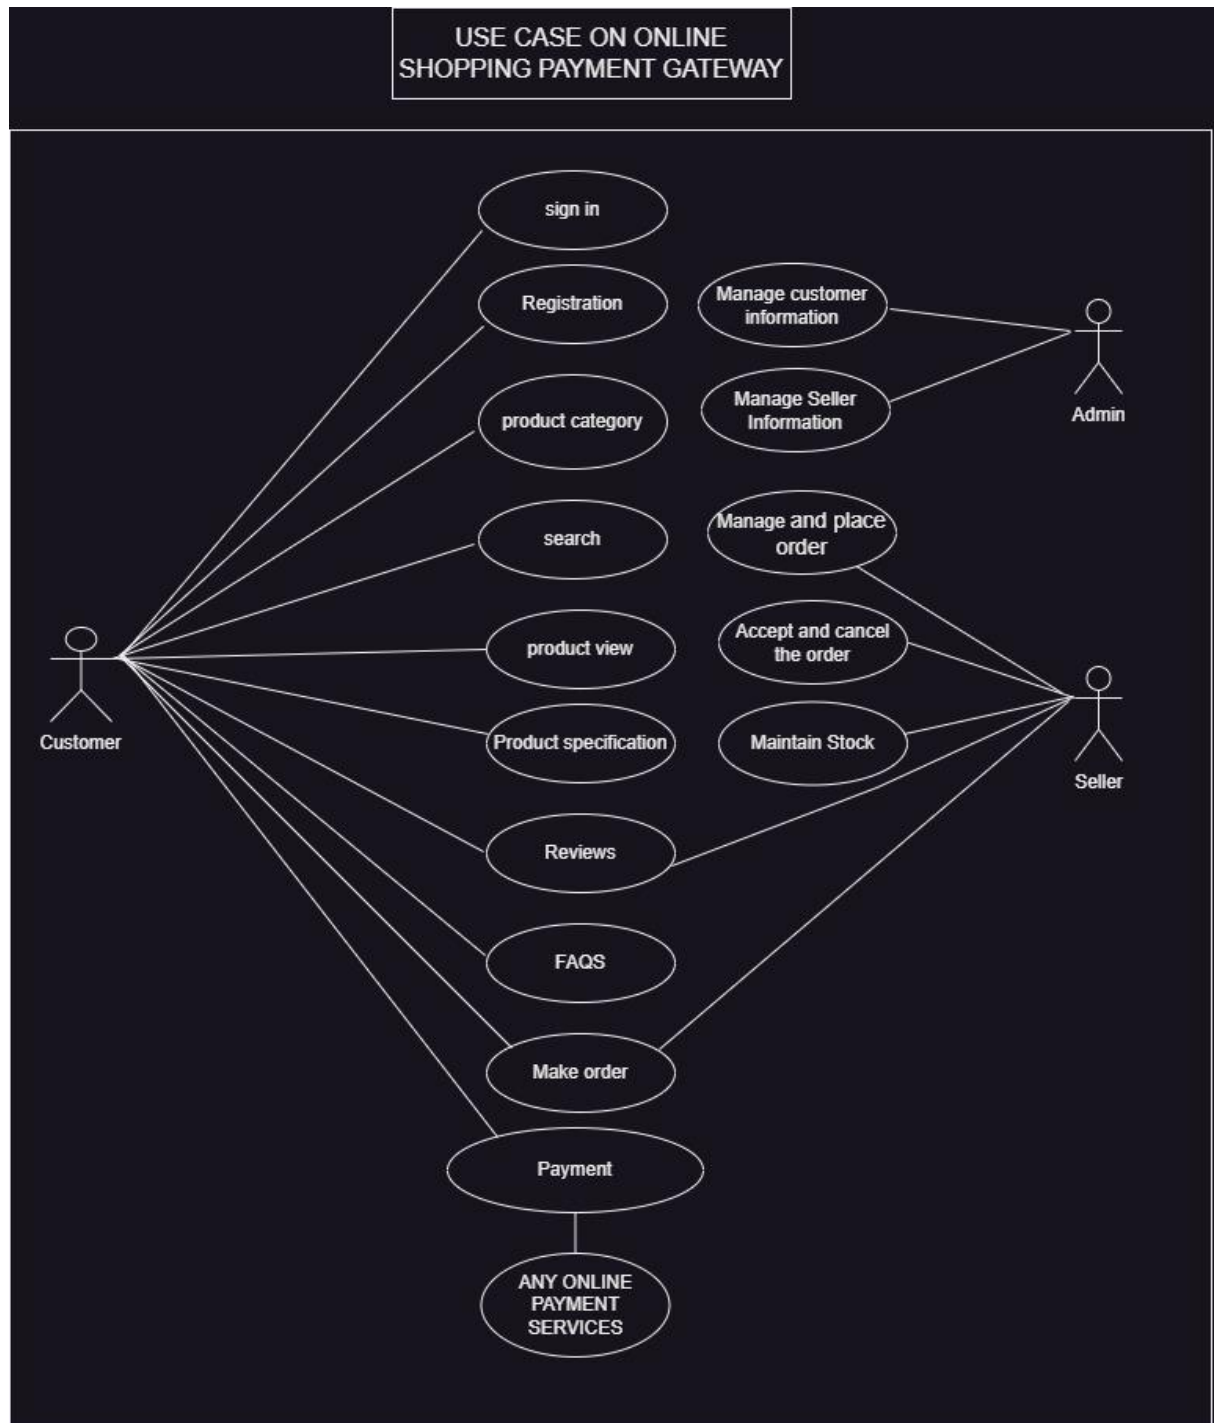 USE CASE ON ONLINE
SHOPPING PAYMENT GATEWAY
sign in
Registration
Manage customer
information
product category
Manage Seller
Information
Admin
search
Manage and place
order
product view
Accept and cancel
the order
Customer
Product specification
Maintain Stock
Seller
Reviews
FAQS
Make order
Payment
ANY ONLINE
PAYMENT
SERVICES